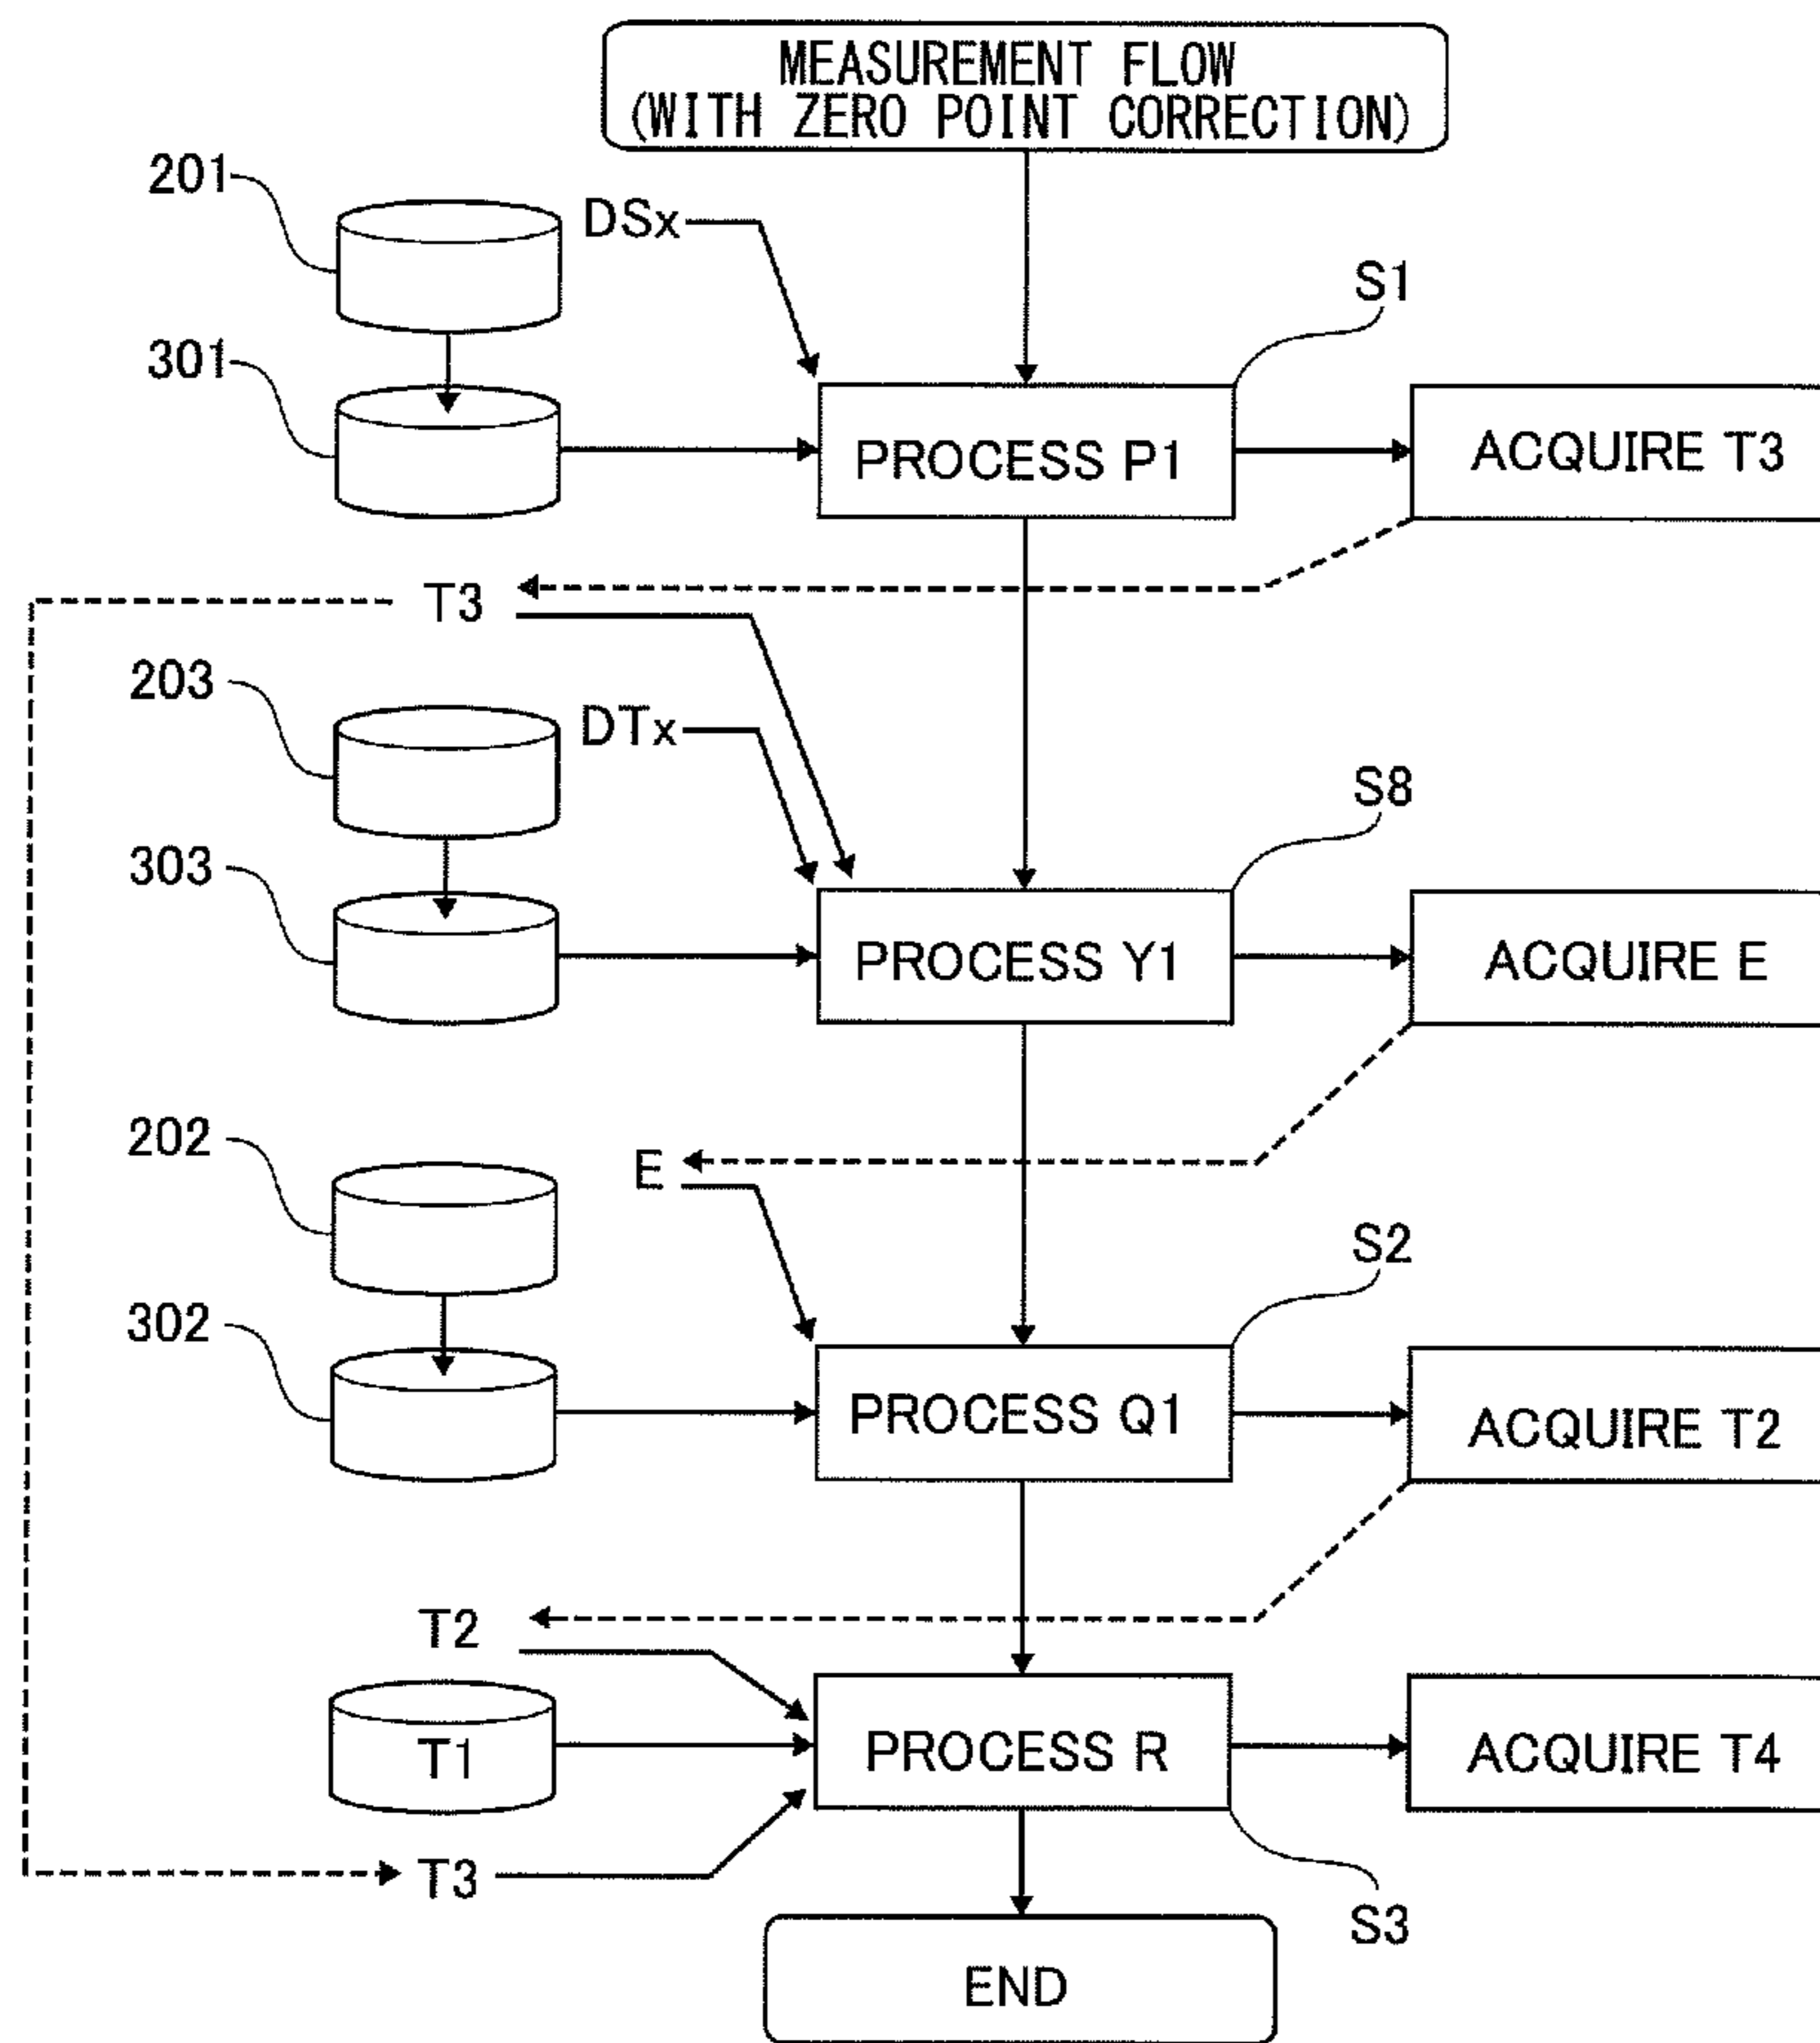 MEASUREMENT FLOW
(WITH ZERO POINT CORRECTION)
201
DSx
S1
301
PROCESS P1
ACQUIRE T3
T3
203
DTx
S8
303
PROCESS Y1
ACQUIRE E
202
E
S2
302
PROCESS Q1
ACQUIRE T2
T2
T1
PROCESS R
ACQUIRE T4
T3
S3
END